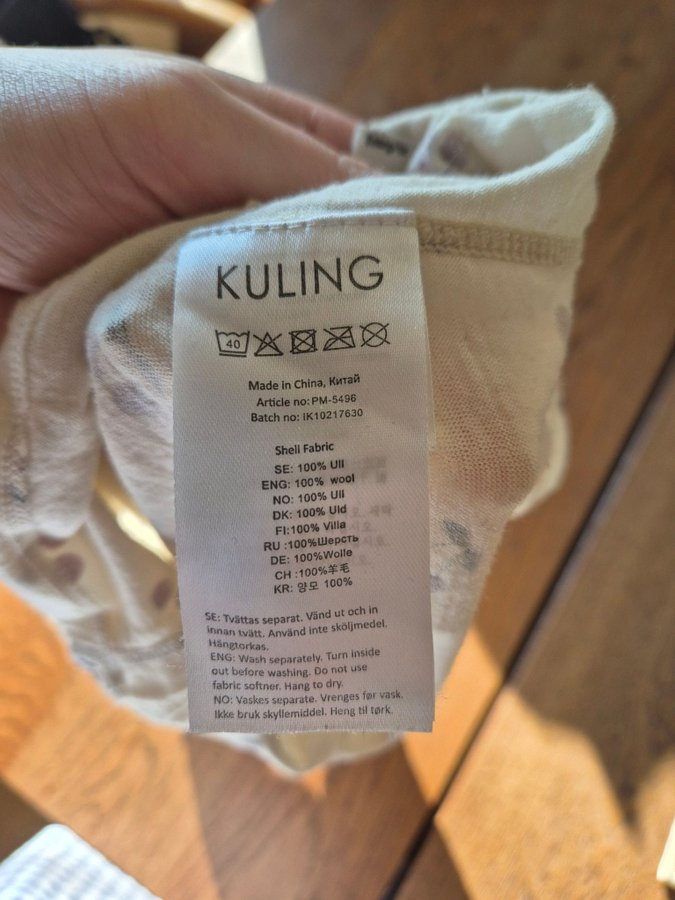 KULING
40
Made in China, Китай
Article no: PM-5496
Batch no: IK10217630
Shell Fabric
SE: 100% Ull
ENG: 100% wool
NO: 100% Ull
DK: 100% Uld
FI:100% Villa
RU :100%Шерсть
DE: 100%Wolle
CH :100%羊毛
KR: 양모 100%
SE: Tvättas separat. Vänd ut och in
innan tvätt. Använd inte sköljmedel.
Hängtorkas.
ENG: Wash separately. Turn inside
out before washing. Do not use
fabric softner. Hang to dry.
NO: Vaskes separate. Vrenges før vask.
Ikke bruk skyllemiddel. Heng til tørk.